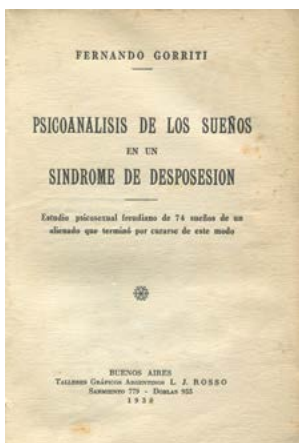 FERNANDO GORRITI
PSICOANALISIS DE LOS SUEÑOS
EN UN
SINDROME DE DESPOSESION
Estudio psicosexual freudiano de 74 sueños de un
alienado que terminó por curarse de este modo
BUENOS AIRES
TALLERES GRÁFICOS ARGENTINOS L. J. ROSSO
SARMIENTO 779 - DOBLAS 955
1930